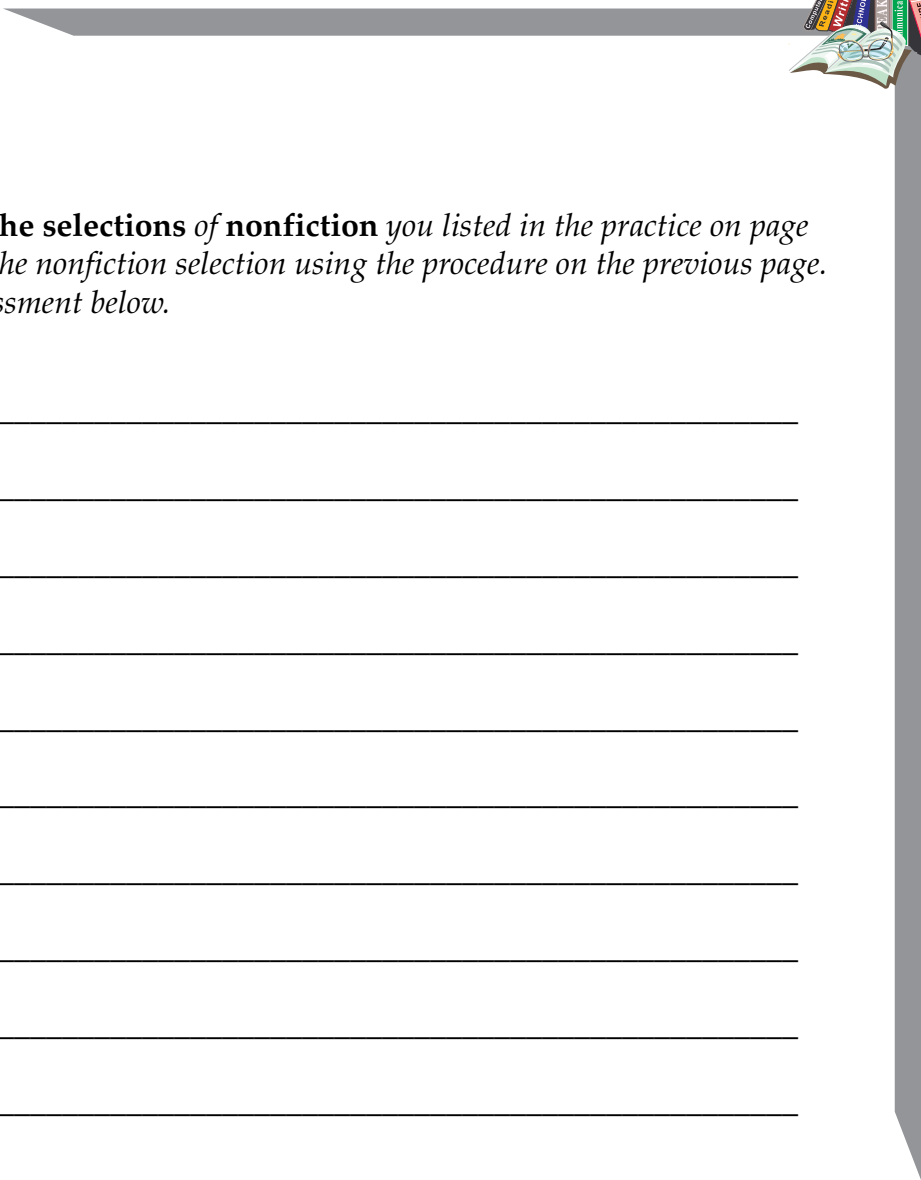 he selections of nonfiction you listed in the practice on page
he nonfiction selection using the procedure on the previous page.
ssment below.